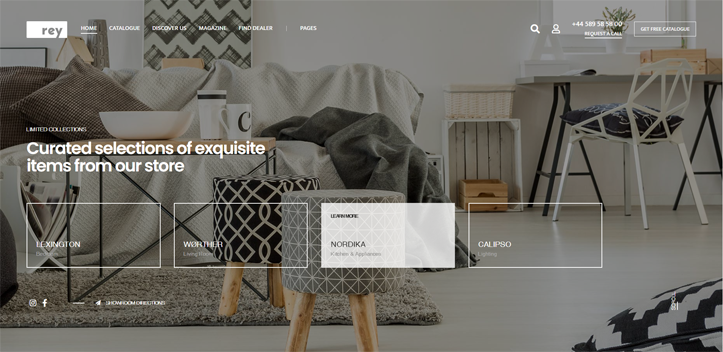 rey
HOME CATALOGUE DISCOVER US MAGAZINE FIND DEALER PAGES
+44 589 58 58 00
REQUEST A CALL
GET FREE CATALOGUE
LIMITED COLLECTIONS
Curated selections of exquisite
items from our store
LEXINGTON
WØRTHER
Living Room
LEARN MORE
NORDIKA
Kitchen & Appliances
CALIPSO
Lighting
SHOWROOM DIRECTIONS
C